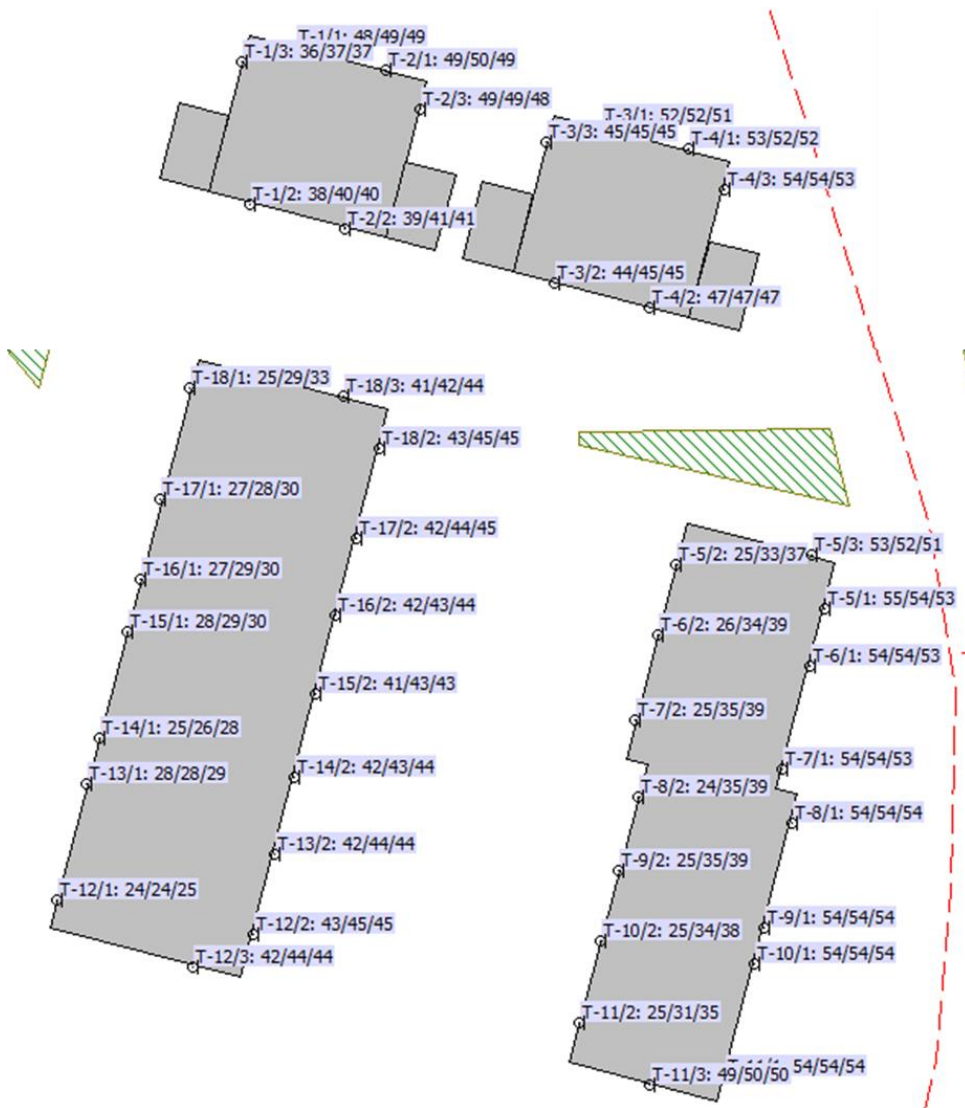 T-1/1: 48/49/49
T-1/3: 36/37/37
T-2/1: 49/50/49
T-2/3: 49/49/48
T-3/1: 52/52/51
T-3/3: 45/45/45
T-4/1: 53/52/52
T-4/3: 54/54/53
T-1/2: 38/40/40
T-2/2: 39/41/41
T-3/2: 44/45/45
T-4/2: 47/47/47
T-18/1: 25/29/33
T-18/3: 41/42/44
T-18/2: 43/45/45
T-17/1: 27/28/30
T-17/2: 42/44/45
T-16/1: 27/29/30
T-16/2: 42/43/44
T-15/1: 28/29/30
T-15/2: 41/43/43
T-14/1: 25/26/28
T-14/2: 42/43/44
T-13/1: 28/28/29
T-13/2: 42/44/44
T-12/1: 24/24/25
T-12/2: 43/45/45
T-12/3: 42/44/44
T-5/2: 25/33/37
T-5/3: 53/52/51
T-5/1: 55/54/53
T-6/2: 26/34/39
T-6/1: 54/54/53
T-7/2: 25/35/39
T-7/1: 54/54/53
T-8/2: 24/35/39
T-8/1: 54/54/54
T-9/2: 25/35/39
T-9/1: 54/54/54
T-10/2: 25/34/38
T-10/1: 54/54/54
T-11/2: 25/31/35
T-11/1: 54/54/54
T-11/3: 49/50/50